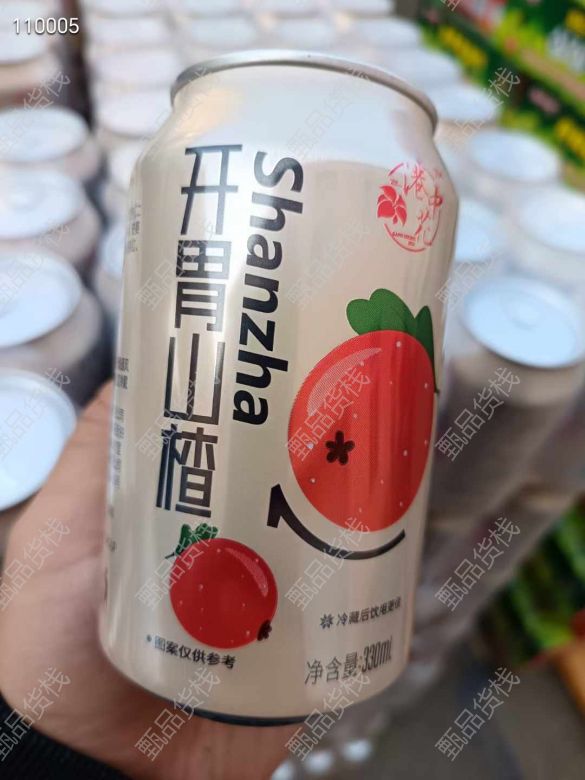 110005
开胃山楂
Shanzha
港中花
冷藏后饮用更佳
*图案仅供参考
净含量:330ml
甄品货栈